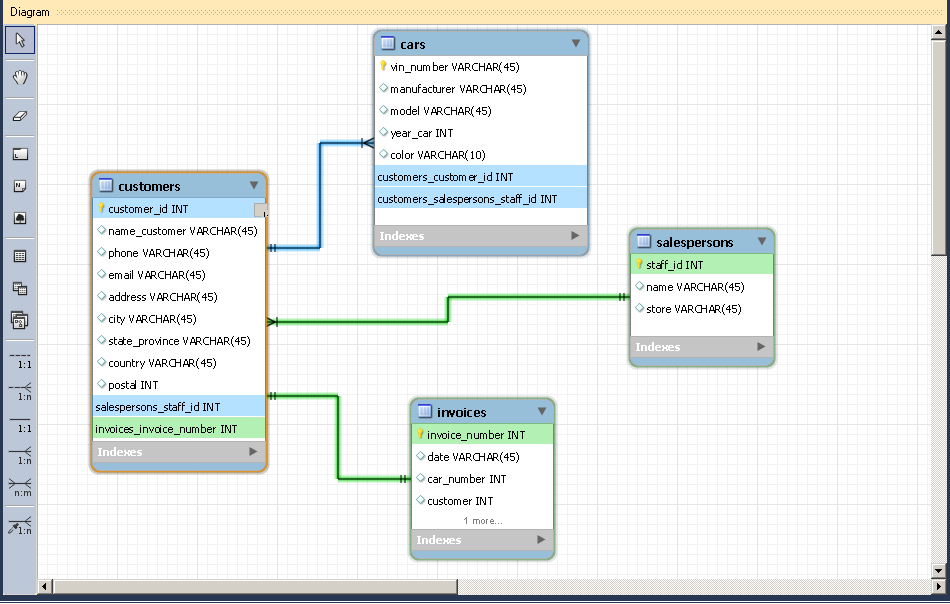 Diagram
cars
vin_number VARCHAR(45)
manufacturer VARCHAR(45)
model VARCHAR(45)
year_car INT
color VARCHAR(10)
customers_customer_id INT
customers_salespersons_staff_id INT
Indexes
customers
customer_id INT
name_customer VARCHAR(45)
phone VARCHAR(45)
email VARCHAR(45)
address VARCHAR(45)
city VARCHAR(45)
state_province VARCHAR(45)
country VARCHAR(45)
postal INT
salespersons_staff_id INT
invoices_invoice_number INT
Indexes
salespersons
staff_id INT
name VARCHAR(45)
store VARCHAR(45)
Indexes
invoices
invoice_number INT
date VARCHAR(45)
car_number INT
customer INT
1 more...
Indexes
1:1
1:n
1:1
1:n
n:m
1:n